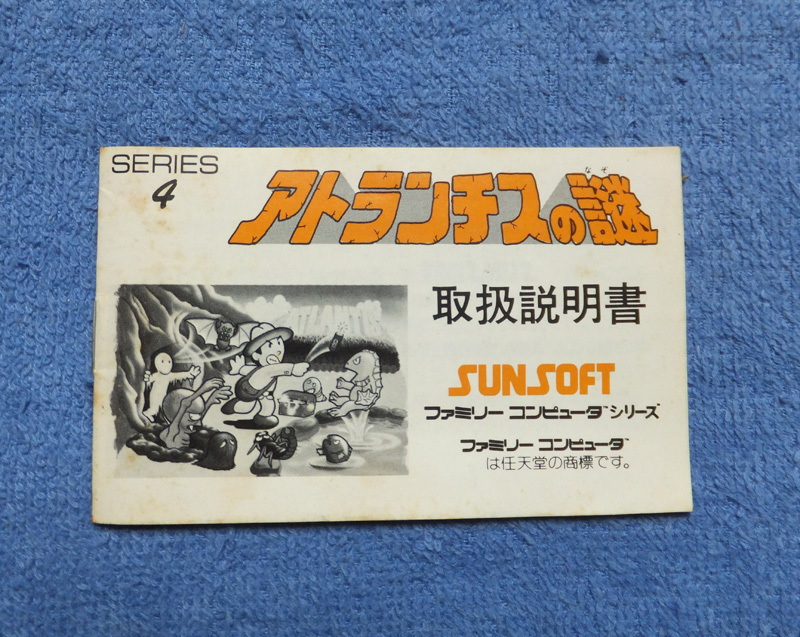 SERIES
4
なぞ
アトランチスの謎
取扱説明書
SUNSOFT
ファミリー コンピュータ™シリーズ
ファミリー コンピュータ™
は任天堂の商標です。
ATLANTIS